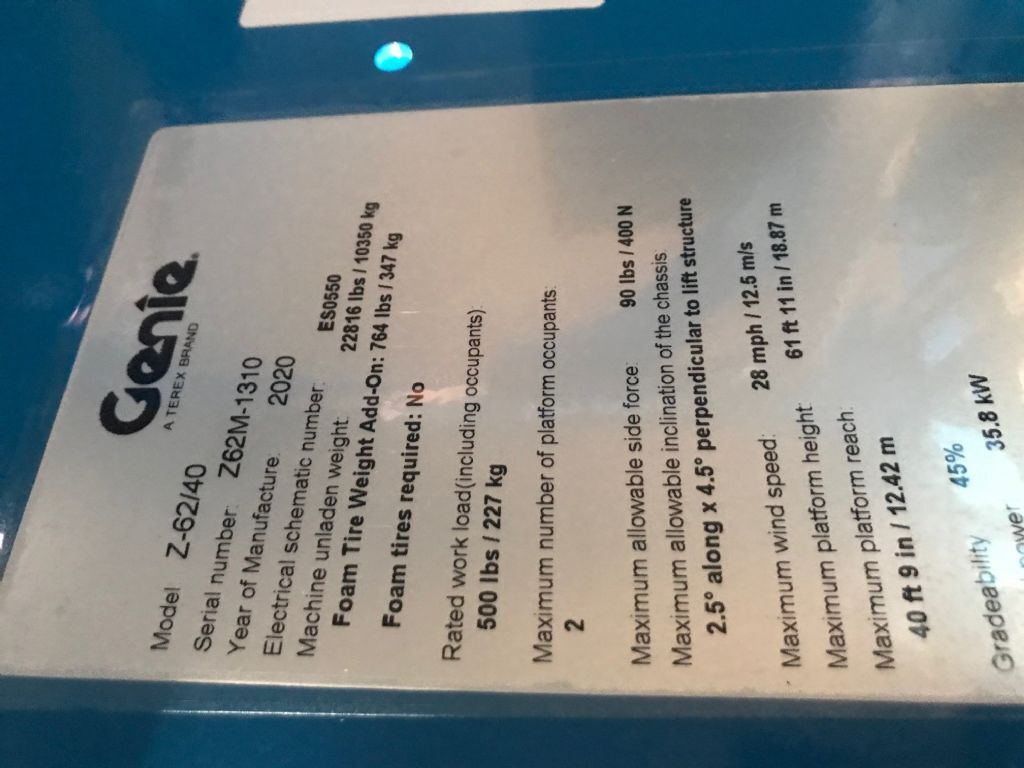 Genie®
A TEREX BRAND
Model Z-62/40
Serial number: Z62M-1310
Year of Manufacture: 2020
Electrical schematic number: ES0550
Machine unladen weight: 22816 lbs / 10350 kg
Foam Tire Weight Add-On: 764 lbs / 347 kg
Foam tires required: No
Rated work load(including occupants):
500 lbs / 227 kg
Maximum number of platform occupants:
2
Maximum allowable side force: 90 lbs / 400 N
Maximum allowable inclination of the chassis:
2.5° along x 4.5° perpendicular to lift structure
Maximum wind speed: 28 mph / 12.5 m/s
Maximum platform height: 61 ft 11 in / 18.87 m
Maximum platform reach:
40 ft 9 in / 12.42 m
Gradeability 45%
power 35.8 kW